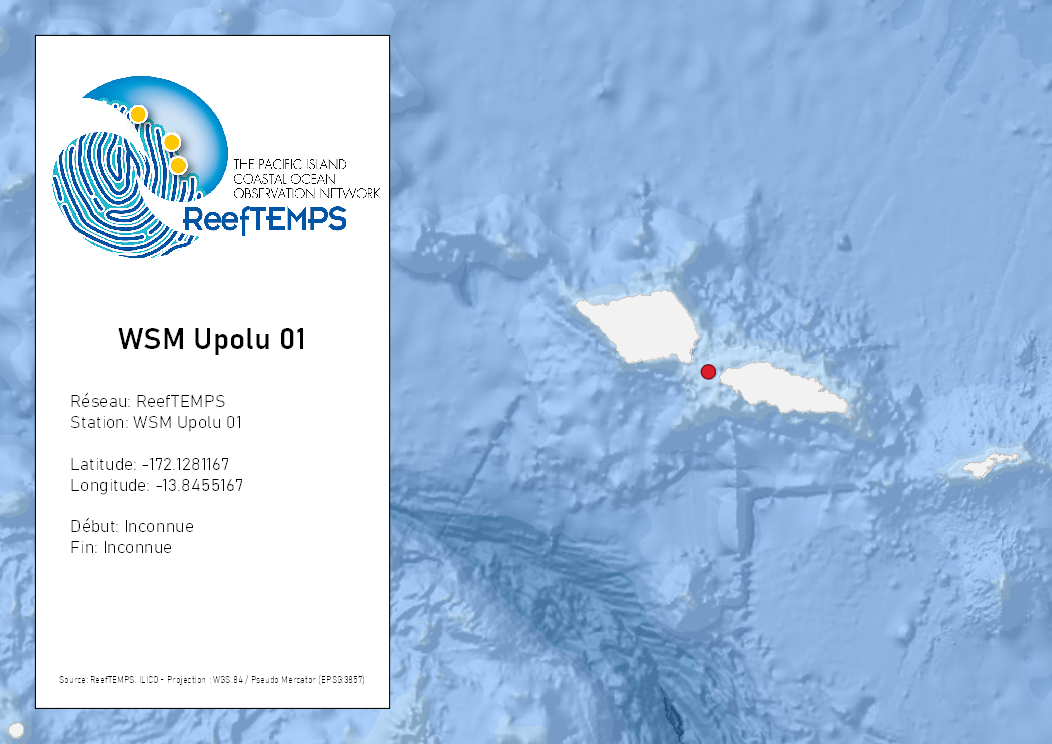 THE PACIFIC ISLAND
COASTAL OCEAN
OBSERVATION NETWORK
ReefTEMPS
WSM Upolu 01
Réseau: ReefTEMPS
Station: WSM Upolu 01
Latitude: -172.1281167
Longitude: -13.8455167
Début: Inconnue
Fin: Inconnue
Source: ReefTEMPS, ILICO - Projection : WGS 84 / Pseudo Mercator (EPSG:3857)